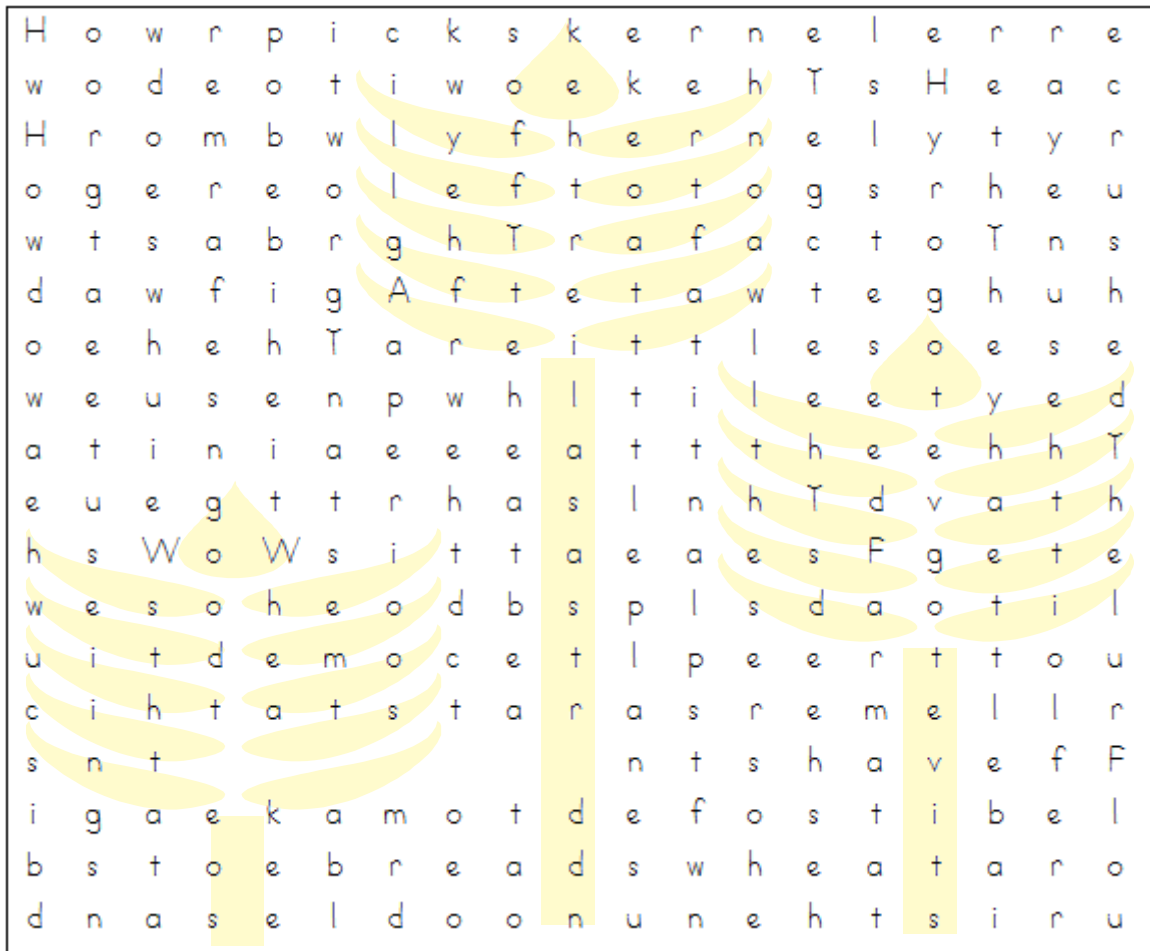 H o w r p i c k s k e r n e l e r r e
w o d e o t i w o e k e h T s H e a c
H r o m b w l y f h e r n e l y t y r
o g e r e o l e f t o t o g s r h e u
w t s a b r g h T r a f a c t o T n s
d a w f i g A f t e t a w t e g h u h
o e h e h T a r e i t t l e s o e s e
w e u s e n p w h l t i l e e t y e d
a t i n i a e e e a t t t h e e h h T
e u e g t t r h a s l n h T d v a t h
h s W o W s i t t a e a e s F g e t e
w e s o h e o d b s p l s d a o t i l
u i t d e m o c e t l p e e r t t o u
c i h t a t s t a r a s r e m e l l r
s n t n t s h a v e f F
i g a e k a m o t d e f o s t i b e l
b s t o e b r e a d s w h e a t a r o
d n a s e l d o o n u n e h t s i r u